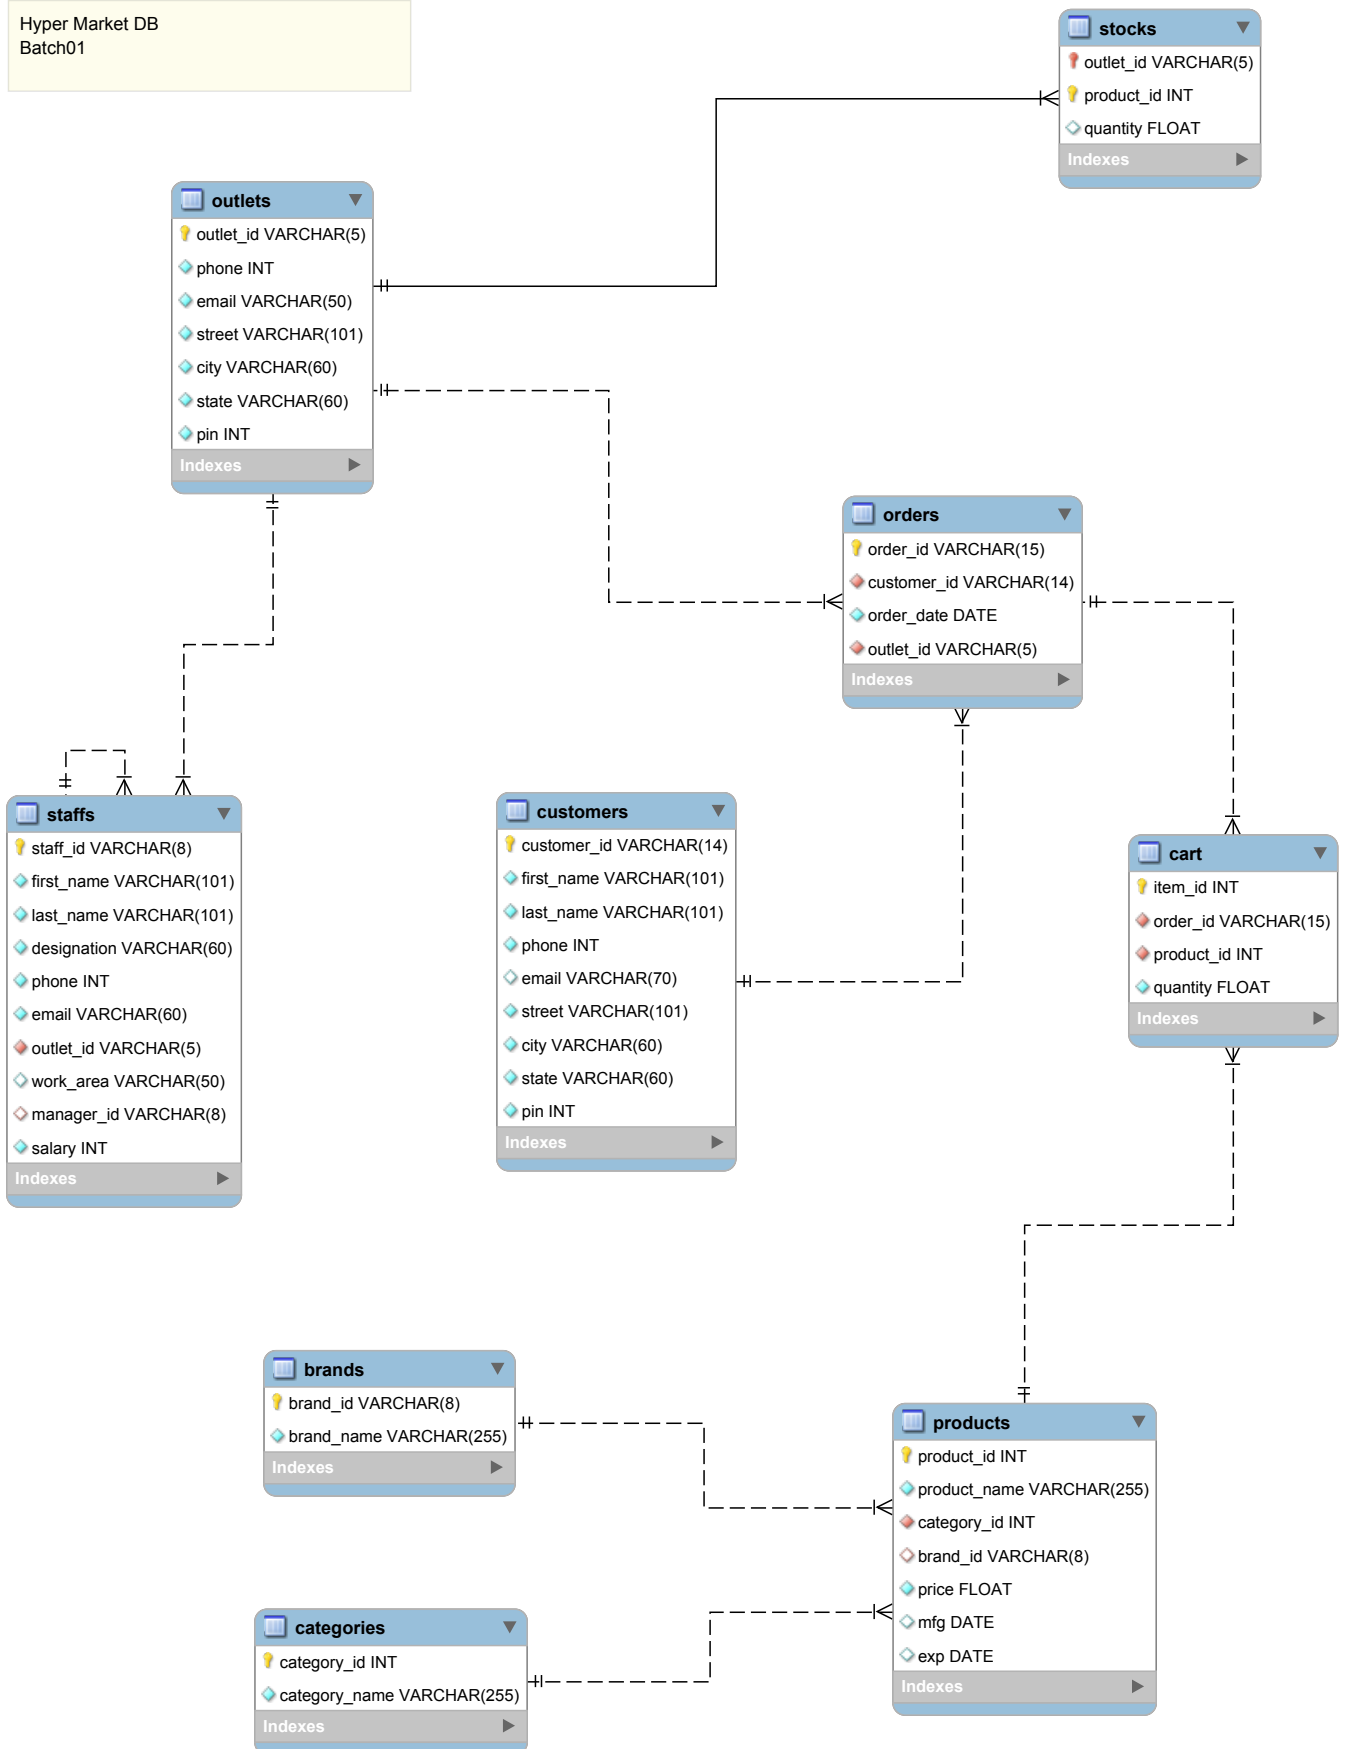 Hyper Market DB
Batch01
stocks
outlet_id VARCHAR(5)
product_id INT
quantity FLOAT
Indexes
outlets
outlet_id VARCHAR(5)
phone INT
email VARCHAR(50)
street VARCHAR(101)
city VARCHAR(60)
state VARCHAR(60)
pin INT
Indexes
orders
order_id VARCHAR(15)
customer_id VARCHAR(14)
order_date DATE
outlet_id VARCHAR(5)
Indexes
staffs
staff_id VARCHAR(8)
first_name VARCHAR(101)
last_name VARCHAR(101)
designation VARCHAR(60)
phone INT
email VARCHAR(60)
outlet_id VARCHAR(5)
work_area VARCHAR(50)
manager_id VARCHAR(8)
salary INT
Indexes
customers
customer_id VARCHAR(14)
first_name VARCHAR(101)
last_name VARCHAR(101)
phone INT
email VARCHAR(70)
street VARCHAR(101)
city VARCHAR(60)
state VARCHAR(60)
pin INT
Indexes
cart
item_id INT
order_id VARCHAR(15)
product_id INT
quantity FLOAT
Indexes
brands
brand_id VARCHAR(8)
brand_name VARCHAR(255)
Indexes
products
product_id INT
product_name VARCHAR(255)
category_id INT
brand_id VARCHAR(8)
price FLOAT
mfg DATE
exp DATE
Indexes
categories
category_id INT
category_name VARCHAR(255)
Indexes